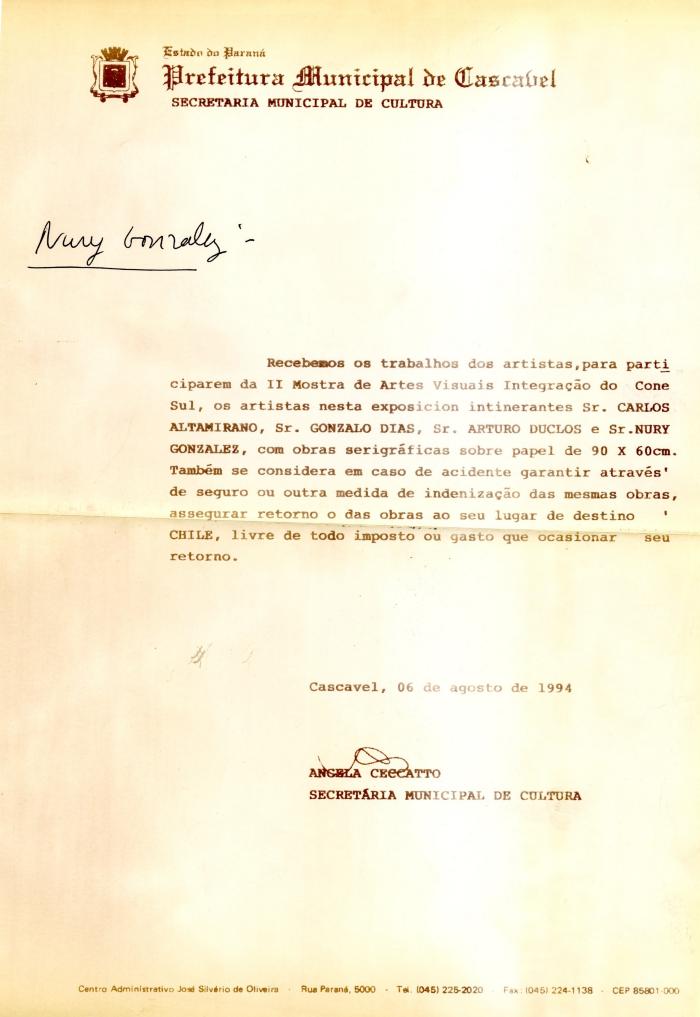 Estado do Paraná
Prefeitura Municipal de Cascavel
SECRETARIA MUNICIPAL DE CULTURA
Nury Gonzalez -
Recebemos os trabalhos dos artistas,para parti
ciparem da II Mostra de Artes Visuais Integração do Cone
Sul, os artistas nesta exposicion intinerantes Sr. CARLOS
ALTAMIRANO, Sr. GONZALO DIAS, Sr. ARTURO DUCLOS e Sr.NURY
GONZALEZ, com obras serigráficas sobre papel de 90 X 60cm.
Também se considera em caso de acidente garantir através'
de seguro ou outra medida de indenização das mesmas obras,
assegurar retorno o das obras ao seu lugar de destino '
CHILE, livre de todo imposto ou gasto que ocasionar seu
retorno.
Cascavel, 06 de agosto de 1994
ANGELA CECCATTO
SECRETÁRIA MUNICIPAL DE CULTURA
Centro Administrativo José Silvério de Oliveira - Rua Paraná, 5000 - Tel. (045) 225-2020 - Fax: (045) 224-1138 - CEP 85801-000